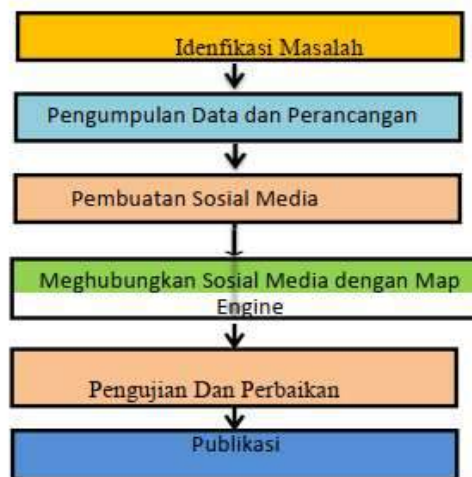 Idenfikasi Masalah
Pengumpulan Data dan Perancangan
Pembuatan Sosial Media
Meghubungkan Sosial Media dengan Map
Engine
Pengujian Dan Perbaikan
Publikasi